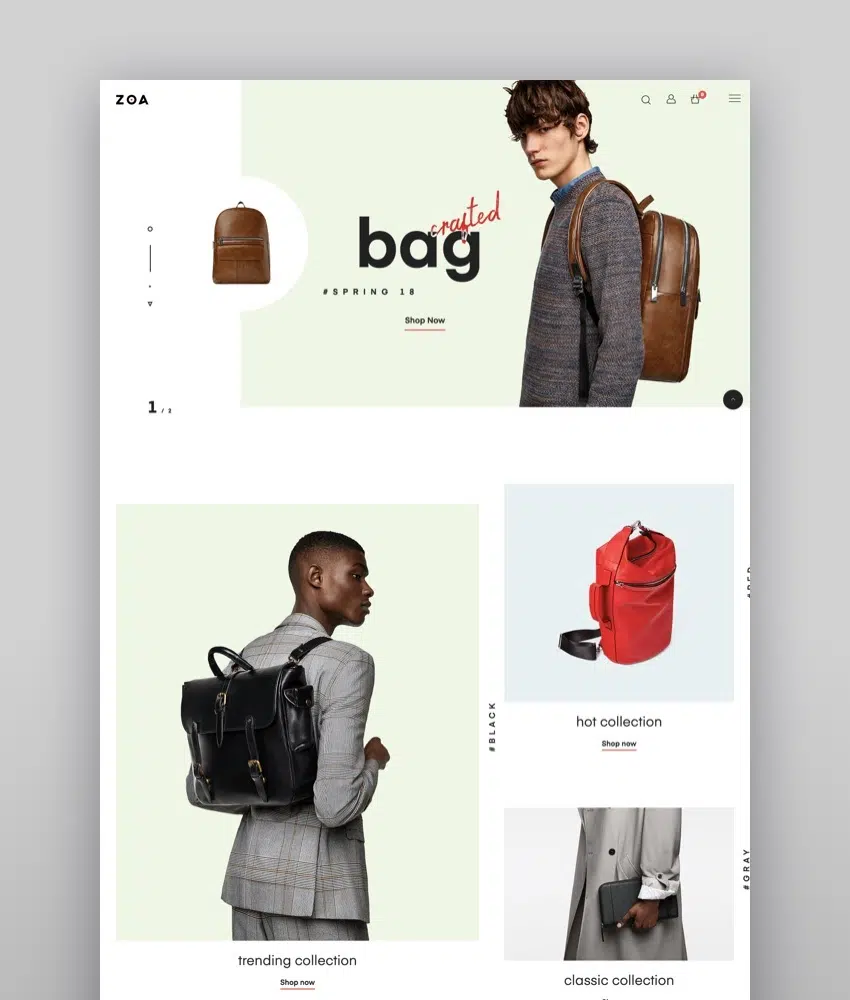 ZOA
0
crafted
bag
#SPRING 18
Shop Now
1 / 2
#BLACK
trending collection
Shop now
#RED
hot collection
Shop now
#GRAY
classic collection